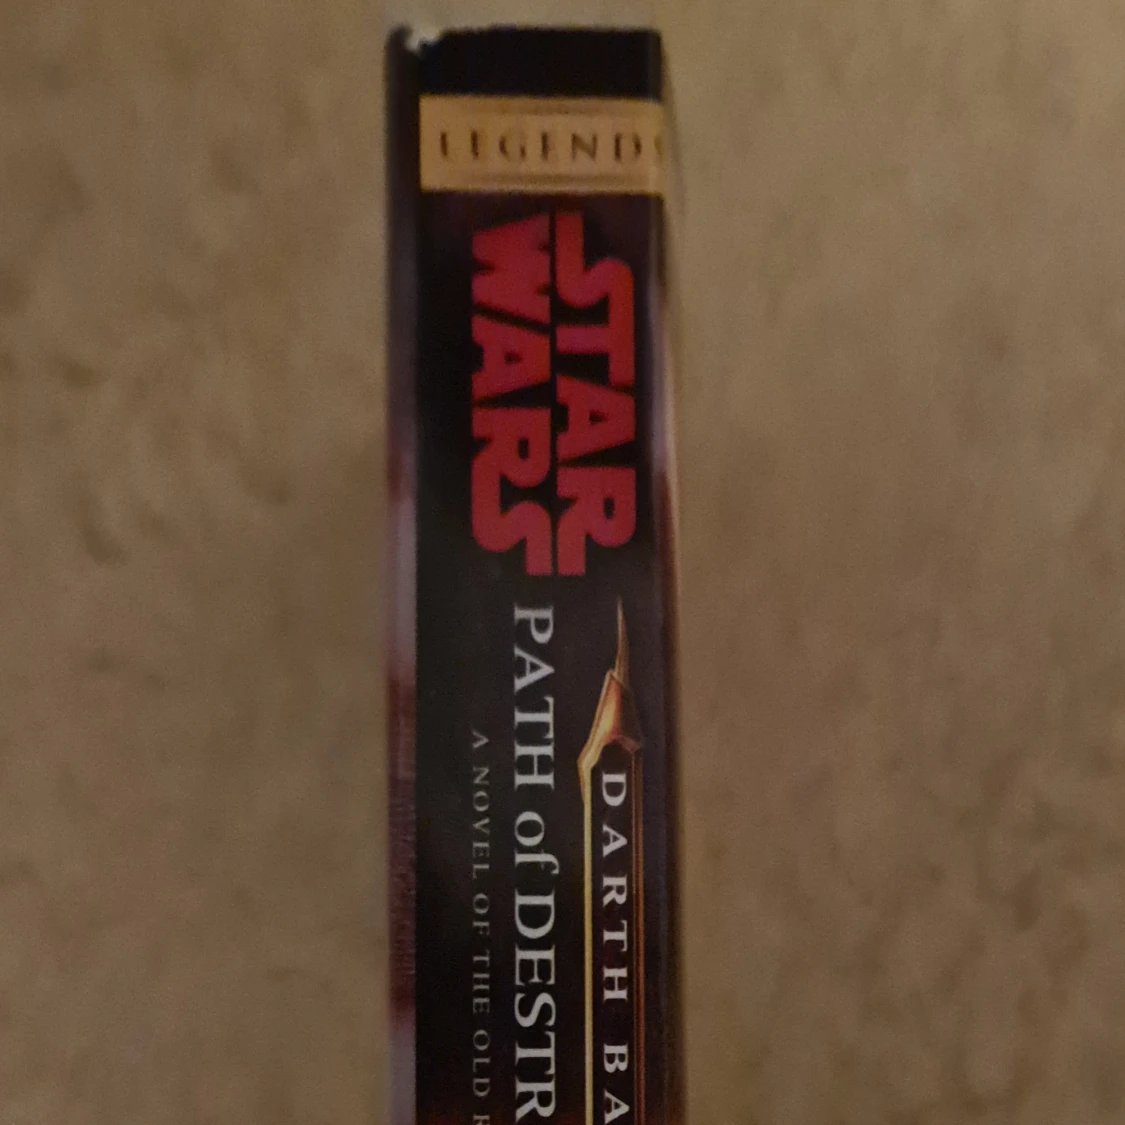 LEGENDS
STAR
WARS
DARTH BA
PATH of DESTR
A NOVEL OF THE OLD R